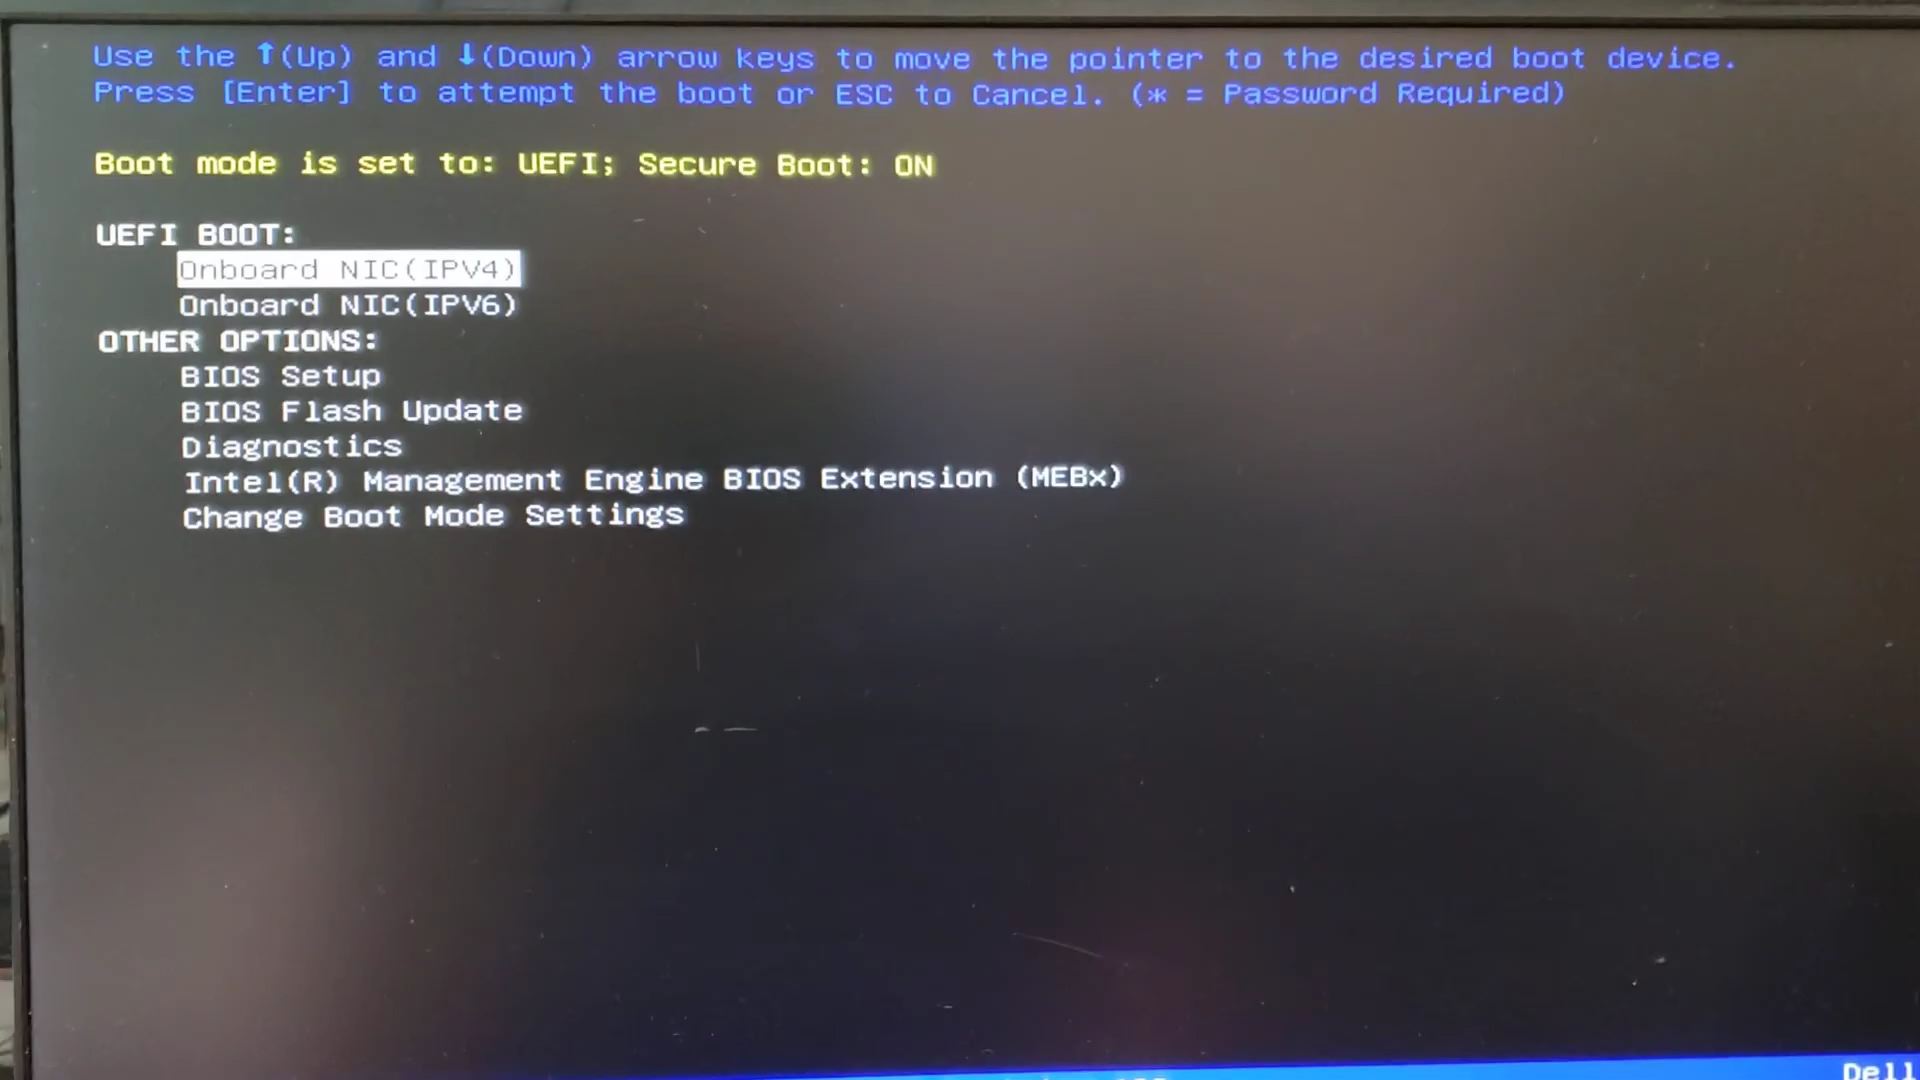 Use the ↑(Up) and ↓(Down) arrow keys to move the pointer to the desired boot device.
Press [Enter] to attempt the boot or ESC to Cancel. (* = Password Required)
Boot mode is set to: UEFI; Secure Boot: ON
UEFI BOOT:
Onboard NIC(IPV4)
Onboard NIC(IPV6)
OTHER OPTIONS:
BIOS Setup
BIOS Flash Update
Diagnostics
Intel(R) Management Engine BIOS Extension (MEBx)
Change Boot Mode Settings
Dell